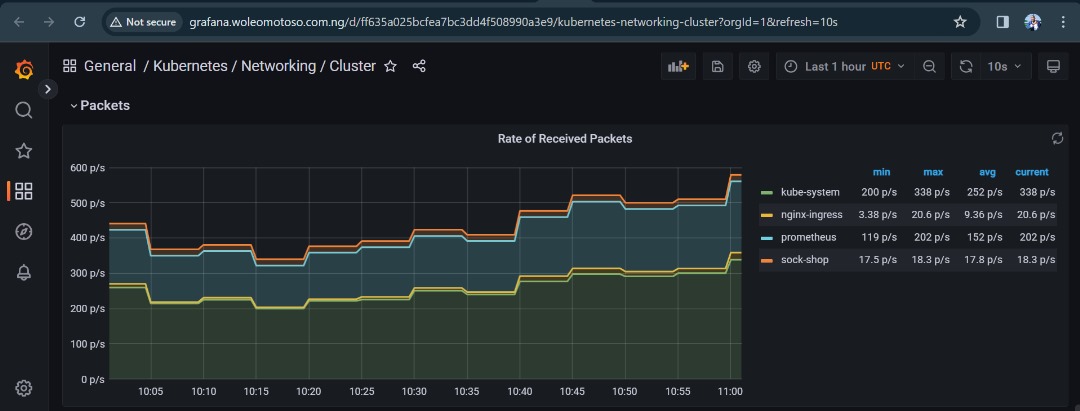 Not secure grafana.woleomotoso.com.ng/d/ff635a025bcfea7bc3dd4f508990a3e9/kubernetes-networking-cluster?orgId=1&refresh=10s
General / Kubernetes / Networking / Cluster Last 1 hour UTC 10s
Packets
Rate of Received Packets
600 p/s
500 p/s
400 p/s
300 p/s
200 p/s
100 p/s
0 p/s
10:05 10:10 10:15 10:20 10:25 10:30 10:35 10:40 10:45 10:50 10:55 11:00
min max avg current
kube-system 200 p/s 338 p/s 252 p/s 338 p/s
nginx-ingress 3.38 p/s 20.6 p/s 9.36 p/s 20.6 p/s
prometheus 119 p/s 202 p/s 152 p/s 202 p/s
sock-shop 17.5 p/s 18.3 p/s 17.8 p/s 18.3 p/s